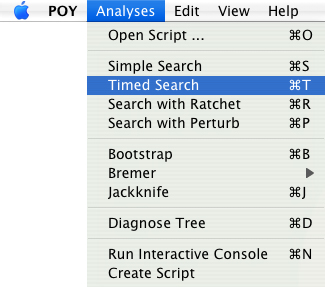 POY Analyses Edit View Help
Open Script ... ⌘O
Simple Search ⌘S
Timed Search ⌘T
Search with Ratchet ⌘R
Search with Perturb ⌘P
Bootstrap ⌘B
Bremer
Jackknife ⌘J
Diagnose Tree ⌘D
Run Interactive Console ⌘N
Create Script